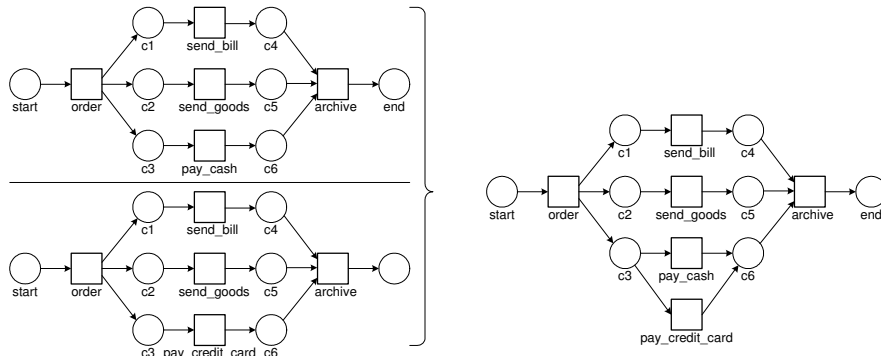 c1 send_bill c4
start order c2 send_goods c5 archive end
c3 pay_cash c6
c1 send_bill c4
start order c2 send_goods c5 archive
c3 pay_credit_card c6
c1 send_bill c4
start order c2 send_goods c5 archive end
c3 pay_cash c6
pay_credit_card